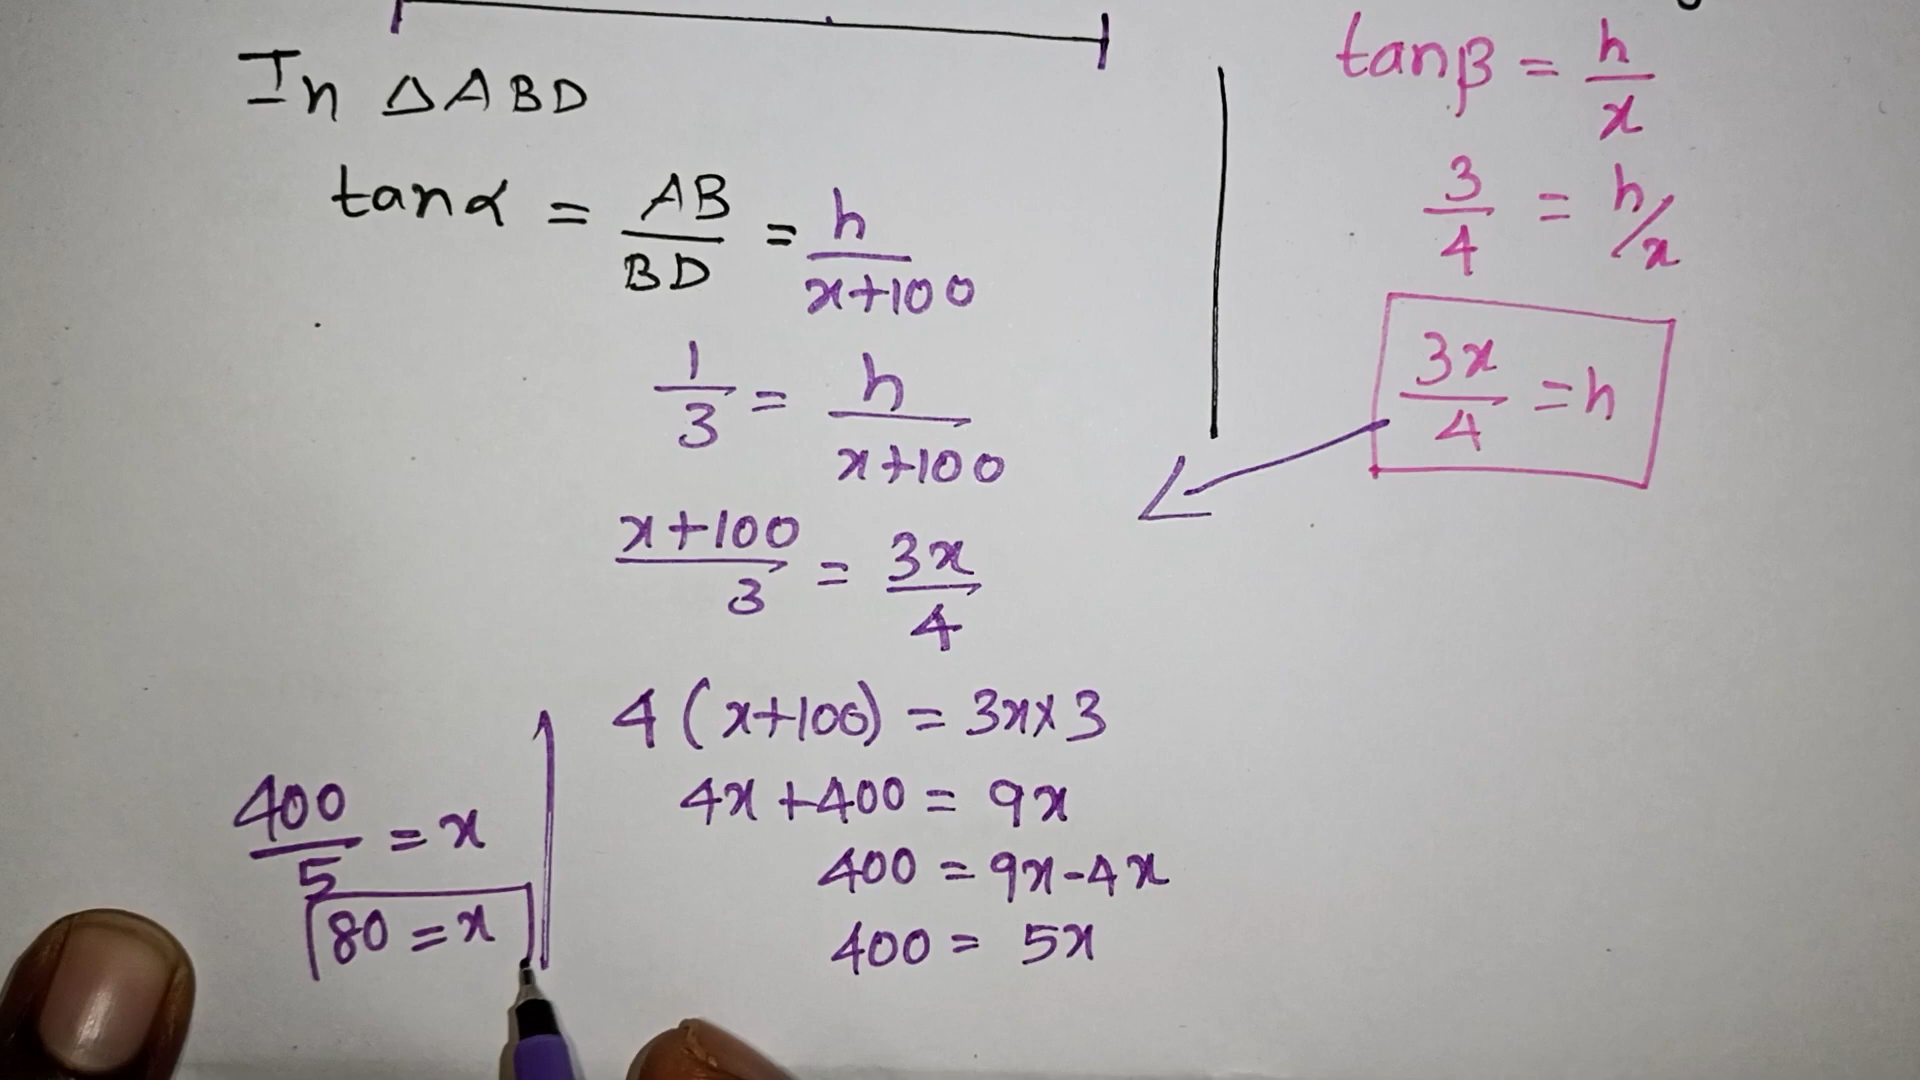 In △ABD
tanα = AB/BD = h/x+100
1/3 = h/x+100
x+100/3 = 3x/4
4(x+100) = 3x×3
4x+400 = 9x
400 = 9x-4x
400 = 5x
400/5 = x
80 = x
tanβ = h/x
3/4 = h/x
3x/4 = h